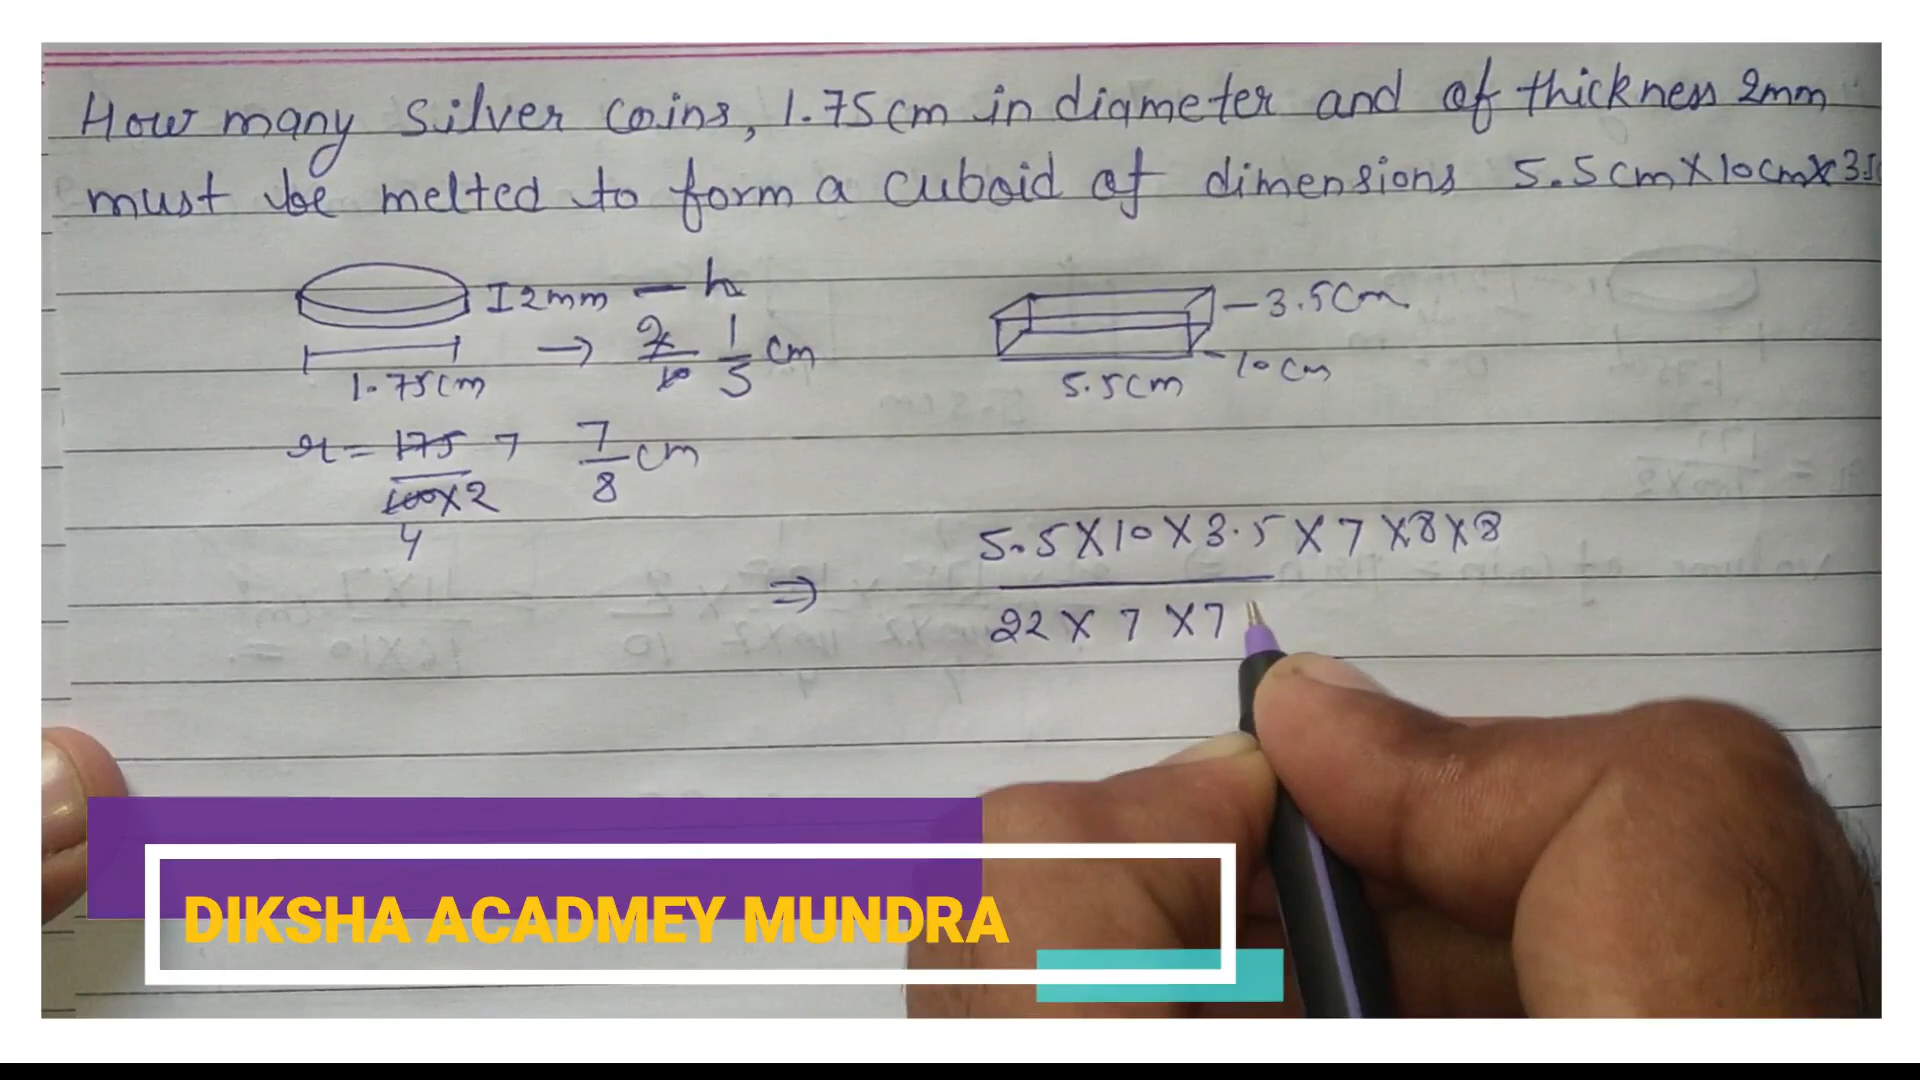 How many silver coins, 1.75cm in diameter and of thickness 2mm
must be melted to form a cuboid of dimensions 5.5cm×10cm×3.5
2mm — h
1.75cm → 2/10 1/5 cm
3.5cm
10cm
5.5cm
r = 175 7 / 100×2 4
7/8 cm
⇒ 5.5×10×3.5×7×8×8
22×7×7
DIKSHA ACADMEY MUNDRA